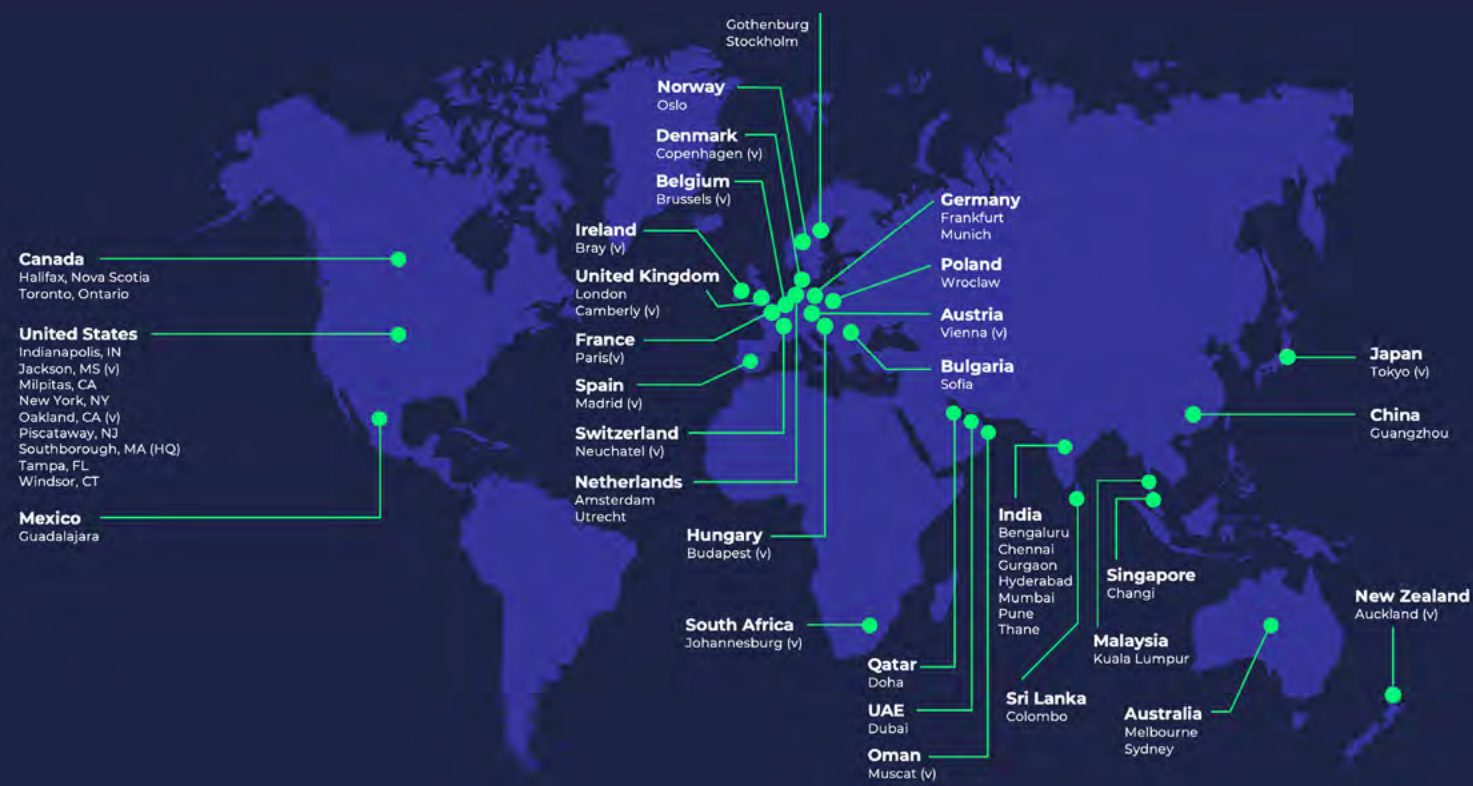 Gothenburg
Stockholm
Norway
Oslo
Denmark
Copenhagen (v)
Belgium
Brussels (v)
Ireland
Bray (v)
United Kingdom
London
Camberly (v)
France
Paris(v)
Spain
Madrid (v)
Switzerland
Neuchatel (v)
Netherlands
Amsterdam
Utrecht
Hungary
Budapest (v)
Germany
Frankfurt
Munich
Poland
Wroclaw
Austria
Vienna (v)
Bulgaria
Sofia
Canada
Halifax, Nova Scotia
Toronto, Ontario
United States
Indianapolis, IN
Jackson, MS (v)
Milpitas, CA
New York, NY
Oakland, CA (v)
Piscataway, NJ
Southborough, MA (HQ)
Tampa, FL
Windsor, CT
Mexico
Guadalajara
South Africa
Johannesburg (v)
Qatar
Doha
UAE
Dubai
Oman
Muscat (v)
India
Bengaluru
Chennai
Gurgaon
Hyderabad
Mumbai
Pune
Thane
Sri Lanka
Colombo
Singapore
Changi
Malaysia
Kuala Lumpur
Australia
Melbourne
Sydney
Japan
Tokyo (v)
China
Guangzhou
New Zealand
Auckland (v)